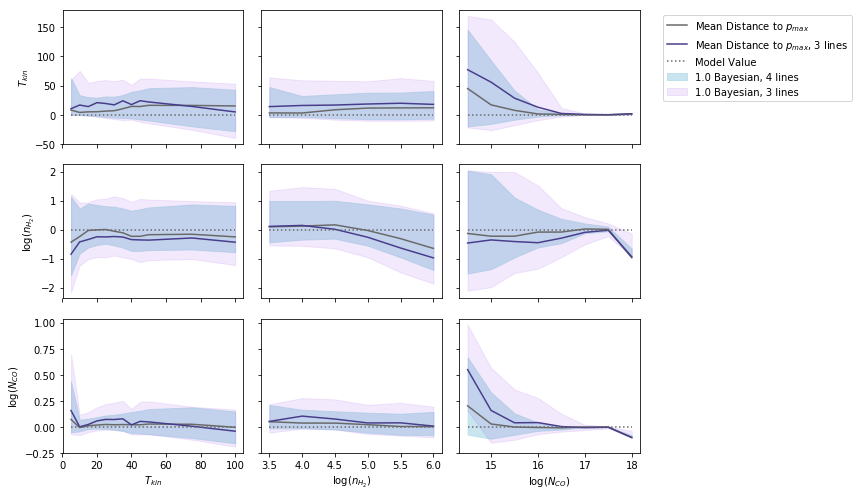 150
100
50
0
−50
T_kin
Mean Distance to p_max
Mean Distance to p_max, 3 lines
Model Value
1.0 Bayesian, 4 lines
1.0 Bayesian, 3 lines
2
1
0
−1
−2
log(n_H₂)
1.00
0.75
0.50
0.25
0.00
−0.25
log(N_CO)
0 20 40 60 80 100
3.5 4.0 4.5 5.0 5.5 6.0
15 16 17 18
T_kin
log(n_H₂)
log(N_CO)